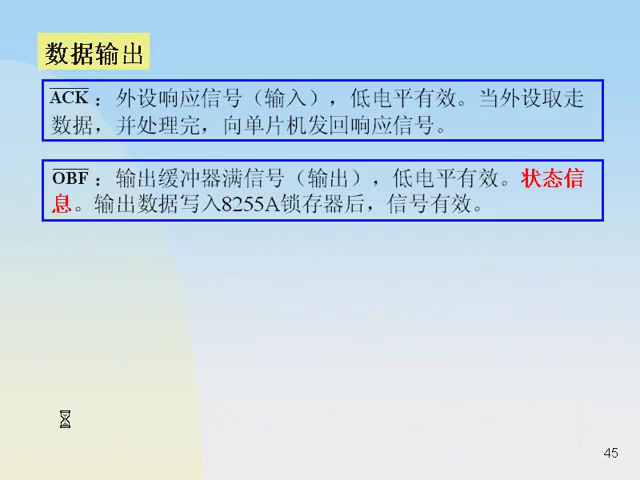 数据输出
A̅C̅K̅：外设响应信号（输入），低电平有效。当外设取走
数据，并处理完，向单片机发回响应信号。
O̅B̅F̅：输出缓冲器满信号（输出），低电平有效。状态信
息。输出数据写入8255A锁存器后，信号有效。
45